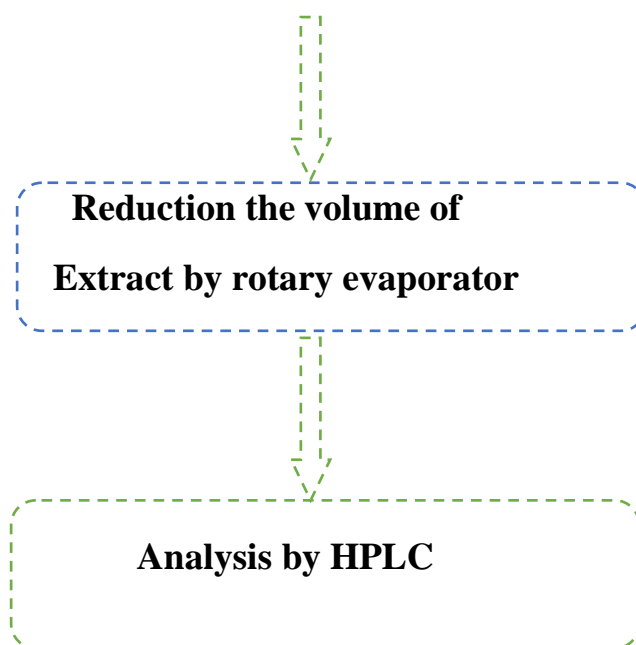 Reduction the volume of
Extract by rotary evaporator
Analysis by HPLC